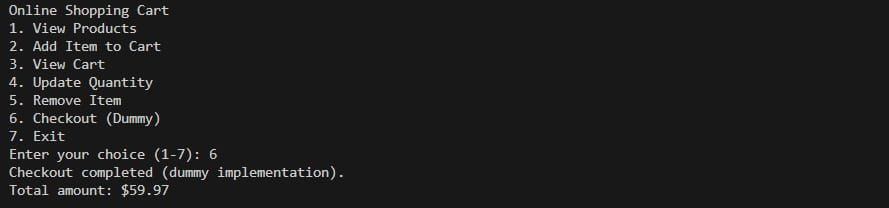 Online Shopping Cart
1. View Products
2. Add Item to Cart
3. View Cart
4. Update Quantity
5. Remove Item
6. Checkout (Dummy)
7. Exit
Enter your choice (1-7): 6
Checkout completed (dummy implementation).
Total amount: $59.97